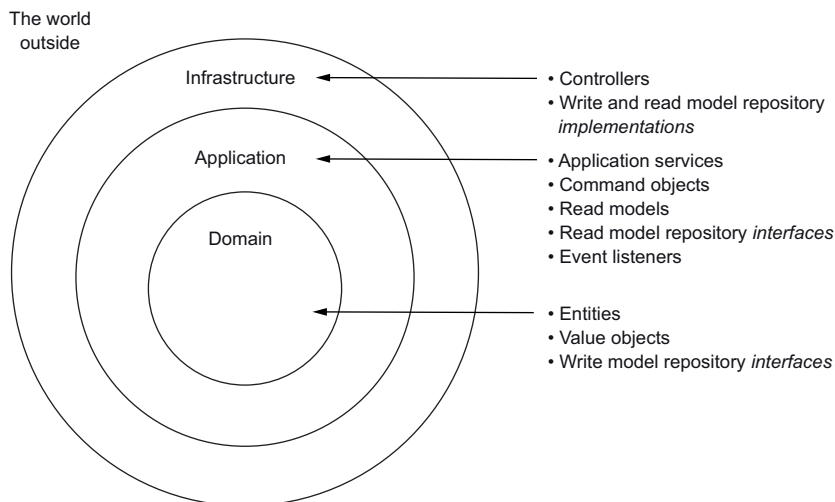 The world
outside
Infrastructure
• Controllers
• Write and read model repository
implementations
Application
• Application services
• Command objects
• Read models
• Read model repository interfaces
• Event listeners
Domain
• Entities
• Value objects
• Write model repository interfaces